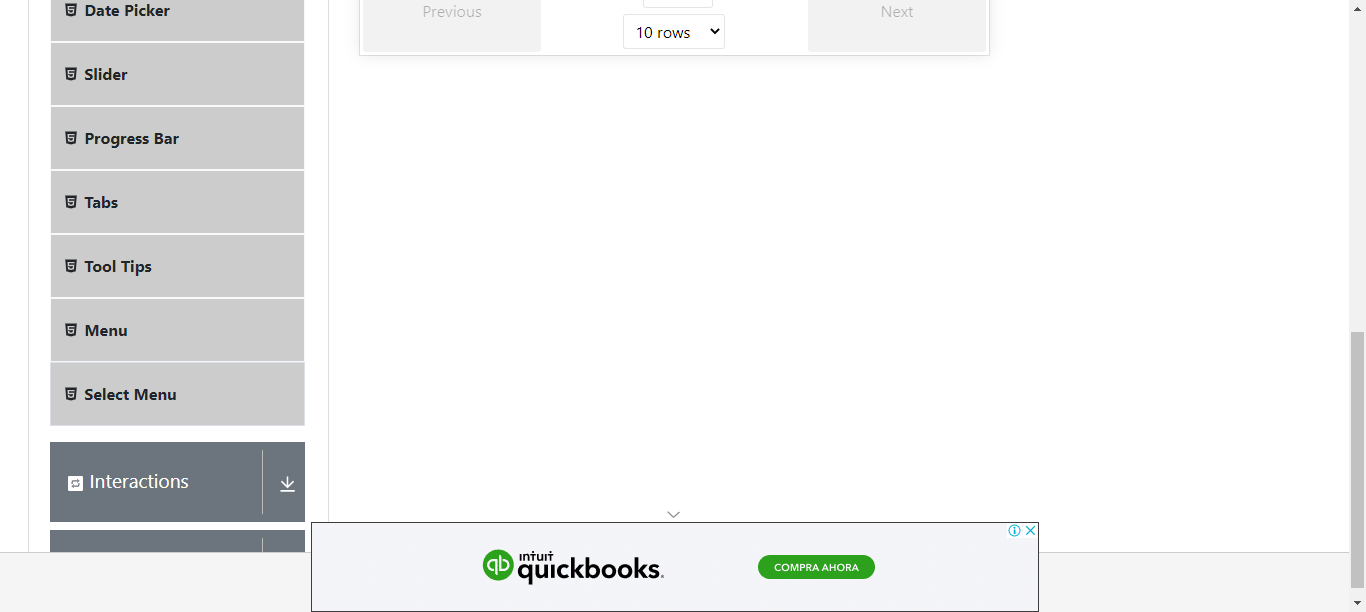 Date Picker
Slider
Progress Bar
Tabs
Tool Tips
Menu
Select Menu
Interactions
Previous
10 rows
Next
intuit
quickbooks.
COMPRA AHORA